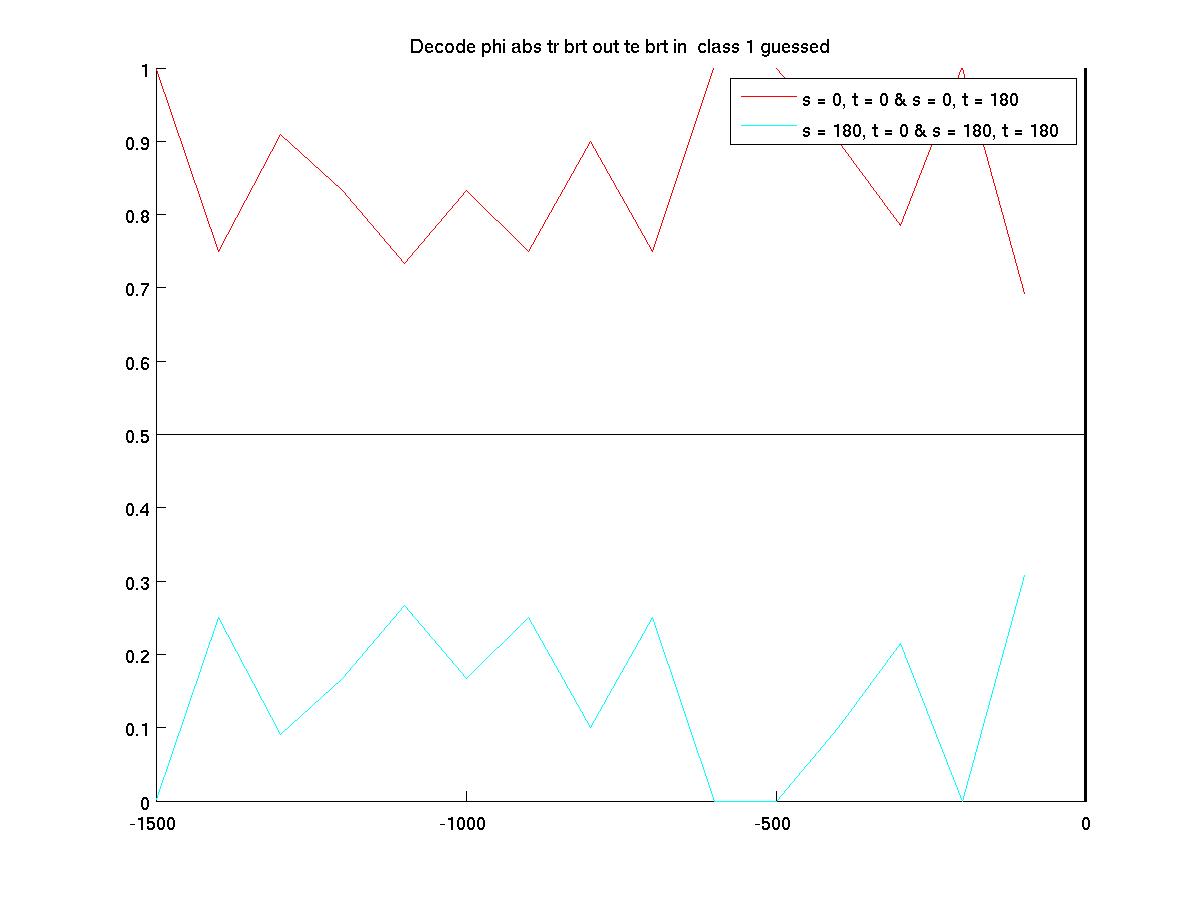 Decode phi abs tr brt out te brt in  class 1 guessed
s = 0, t = 0 & s = 0, t = 180
s = 180, t = 0 & s = 180, t = 180
1
0.9
0.8
0.7
0.6
0.5
0.4
0.3
0.2
0.1
0
-1500 -1000 -500 0